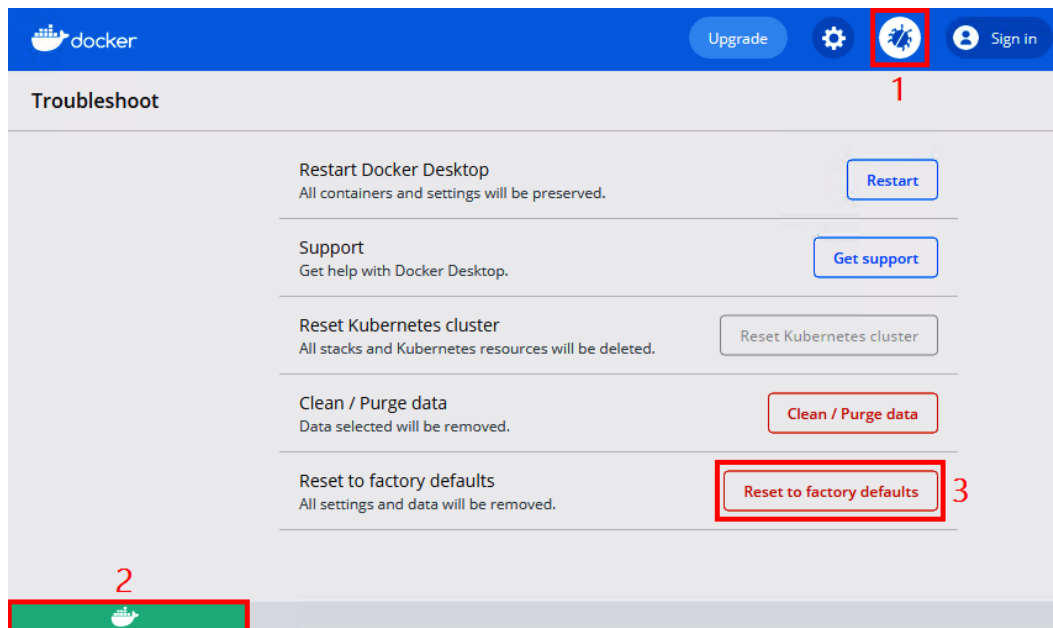 docker
Upgrade
Sign in
1
Troubleshoot
Restart Docker Desktop
All containers and settings will be preserved.
Restart
Support
Get help with Docker Desktop.
Get support
Reset Kubernetes cluster
All stacks and Kubernetes resources will be deleted.
Reset Kubernetes cluster
Clean / Purge data
Data selected will be removed.
Clean / Purge data
Reset to factory defaults
All settings and data will be removed.
Reset to factory defaults
3
2